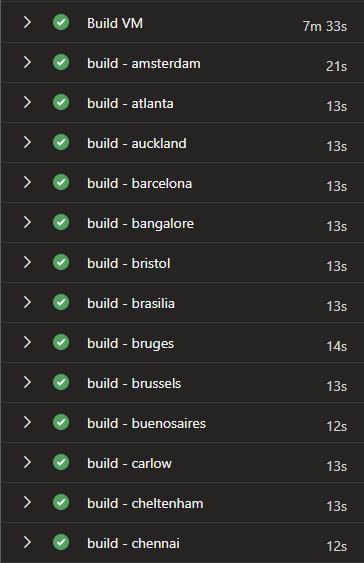 Build VM 7m 33s
build - amsterdam 21s
build - atlanta 13s
build - auckland 13s
build - barcelona 13s
build - bangalore 13s
build - bristol 13s
build - brasilia 13s
build - bruges 14s
build - brussels 13s
build - buenosaires 12s
build - carlow 13s
build - cheltenham 13s
build - chennai 12s